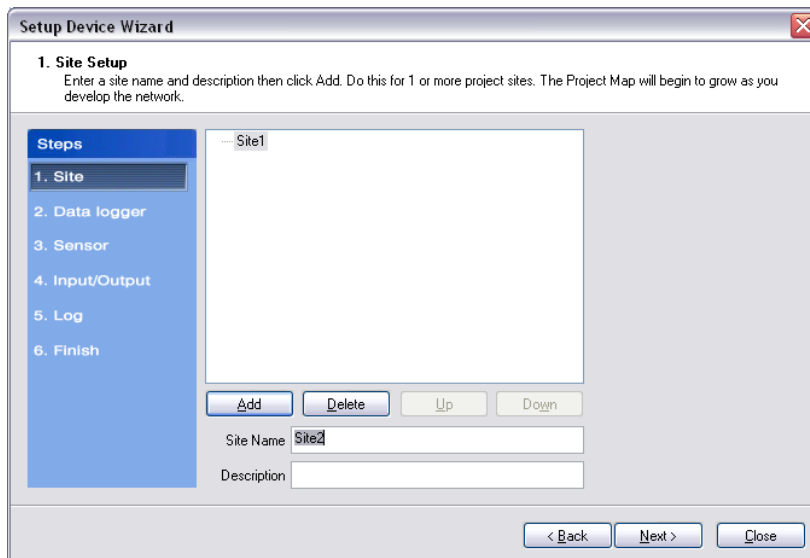 Setup Device Wizard
1. Site Setup
Enter a site name and description then click Add. Do this for 1 or more project sites. The Project Map will begin to grow as you
develop the network.
Steps
1. Site
2. Data logger
3. Sensor
4. Input/Output
5. Log
6. Finish
Site1
Add
Delete
Up
Down
Site Name
Site2
Description
< Back
Next >
Close